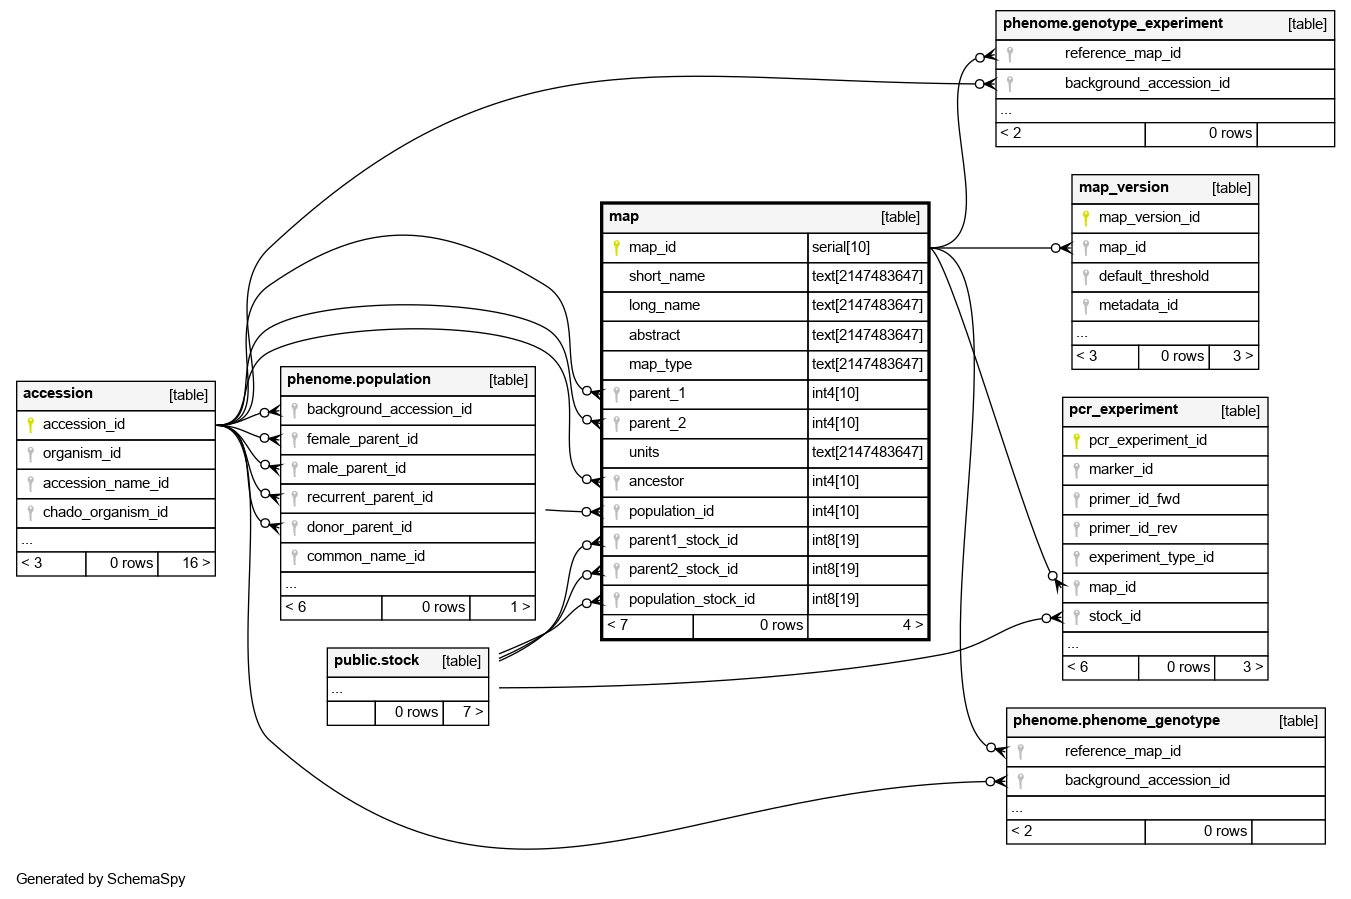 phenome.genotype_experiment [table]
reference_map_id
background_accession_id
...
< 2 0 rows
map_version [table]
map_version_id
map_id
default_threshold
metadata_id
...
< 3 0 rows 3 >
map [table]
map_id serial[10]
short_name text[2147483647]
long_name text[2147483647]
abstract text[2147483647]
map_type text[2147483647]
parent_1 int4[10]
parent_2 int4[10]
units text[2147483647]
ancestor int4[10]
population_id int4[10]
parent1_stock_id int8[19]
parent2_stock_id int8[19]
population_stock_id int8[19]
< 7 0 rows 4 >
phenome.population [table]
background_accession_id
female_parent_id
male_parent_id
recurrent_parent_id
donor_parent_id
common_name_id
...
< 6 0 rows 1 >
accession [table]
accession_id
organism_id
accession_name_id
chado_organism_id
...
< 3 0 rows 16 >
pcr_experiment [table]
pcr_experiment_id
marker_id
primer_id_fwd
primer_id_rev
experiment_type_id
map_id
stock_id
...
< 6 0 rows 3 >
public.stock [table]
...
0 rows 7 >
phenome.phenome_genotype [table]
reference_map_id
background_accession_id
...
< 2 0 rows
Generated by SchemaSpy